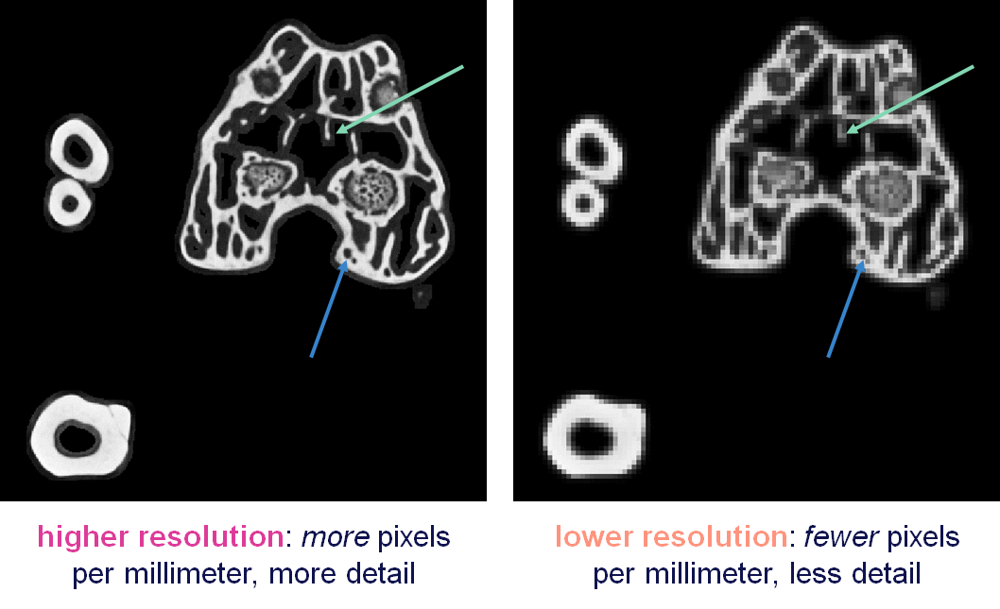 higher resolution: more pixels
per millimeter, more detail
lower resolution: fewer pixels
per millimeter, less detail